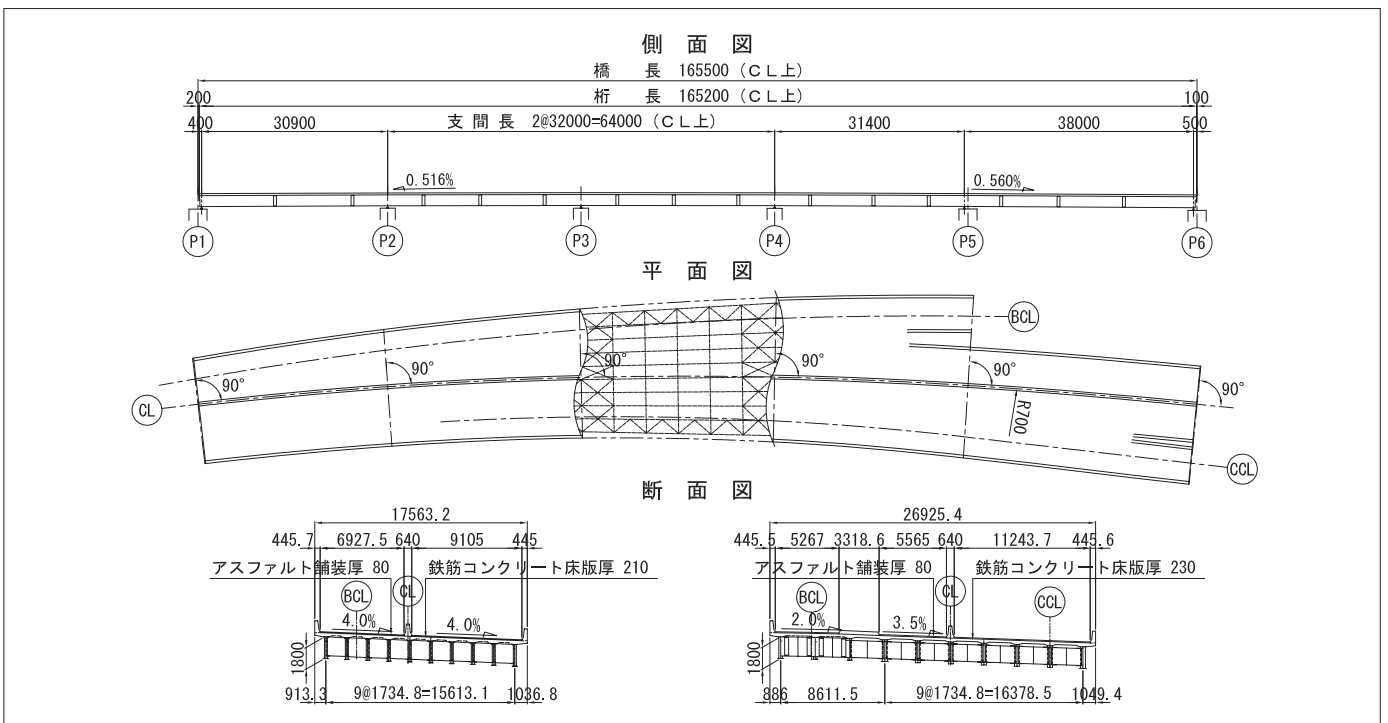 側面図
橋 長 165500 (CL上)
200 桁 長 165200 (CL上) 100
400 30900 支間長 2@32000=64000 (CL上) 31400 38000 500
0.516% 0.560%
P1 P2 P3 P4 P5 P6
平面図
BCL
90° 90° 90° 90° 90° 90°
CL
R700
CCL
断面図
17563.2
445.7 6927.5 640 9105 445
アスファルト舗装厚 80 鉄筋コンクリート床版厚 210
BCL CL
4.0% 4.0%
1800
913.3 9@1734.8=15613.1 1036.8
26925.4
445.5 5267 3318.6 5565 640 11243.7 445.6
アスファルト舗装厚 80 鉄筋コンクリート床版厚 230
BCL CL CCL
2.0% 3.5%
1800
886 8611.5 9@1734.8=16378.5 1049.4